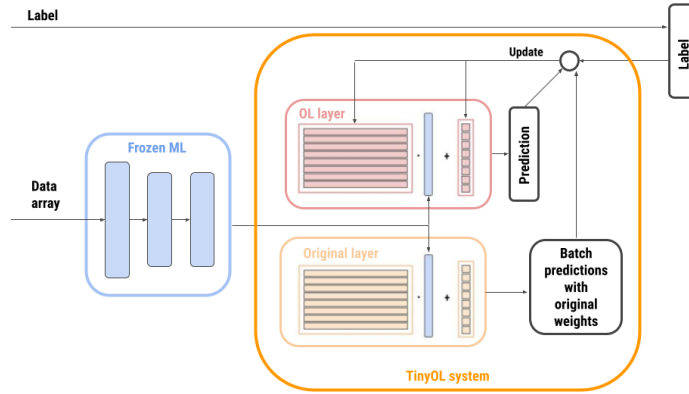 Label
Label
Update
OL layer
Frozen ML
Prediction
Data
array
Original layer
Batch
predictions
with
original
weights
TinyOL system